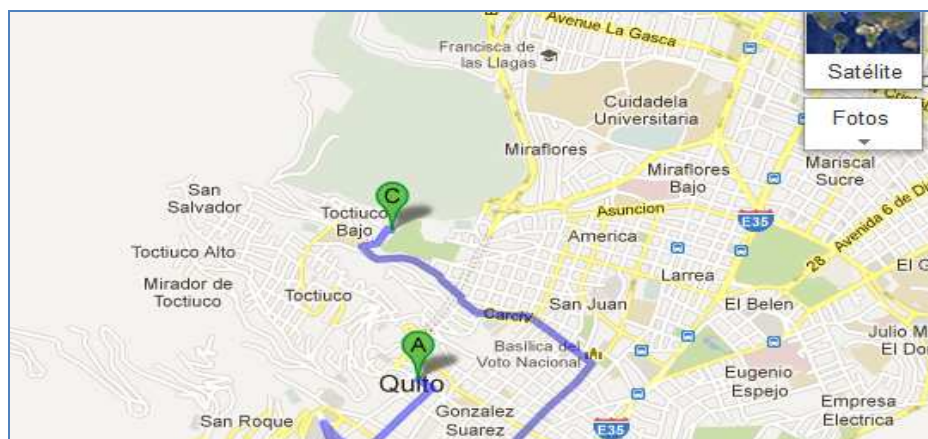 Avenue La Gasca
Francisca de
las Llagas
Satélite
Fotos
Cuidadela
Universitaria
Miraflores
Miraflores
Bajo
Mariscal
Sucre
San
Salvador
C
Toctiuco
Bajo
Asuncion
E35
28
Avenida 6 de Di
America
Toctiuco Alto
Mirador de
Toctiuco
Toctiuco
Larrea
El G
San Juan
El Belen
Carchi
Basílica del
Voto Nacional
Julio M
El Do
A
Quito
Eugenio
Espejo
San Roque
Gonzalez
Suarez
E35
Empresa
Electrica